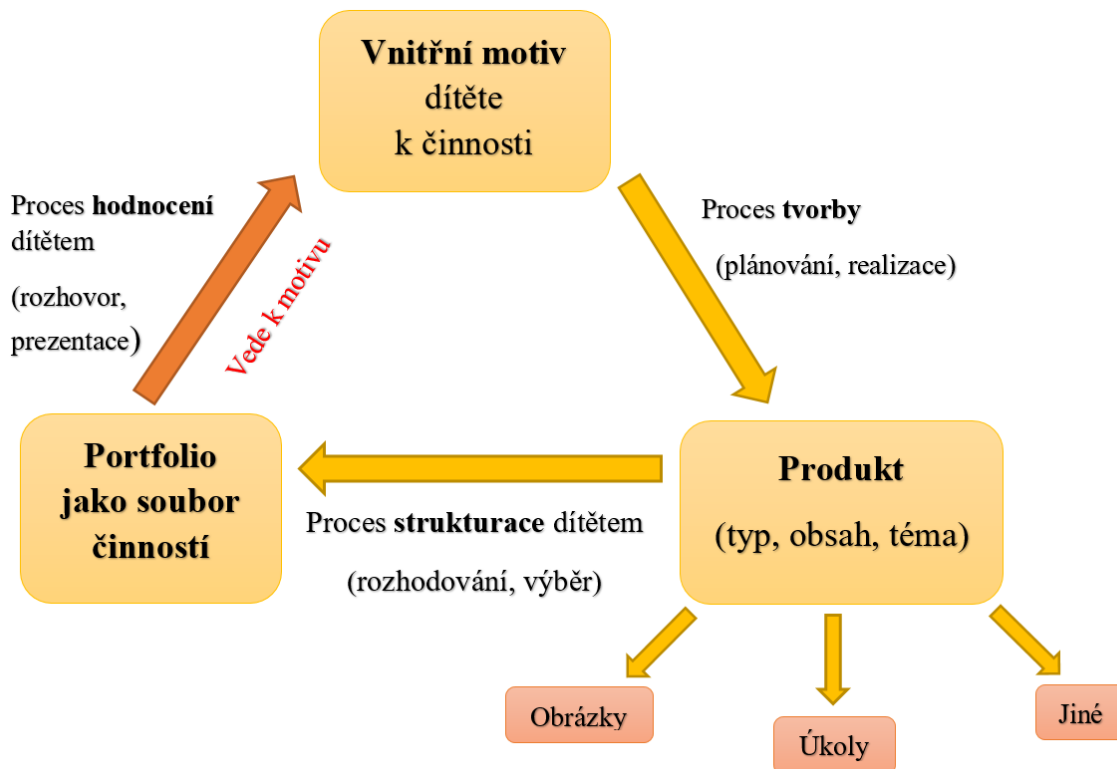 Vnitřní motiv
dítěte
k činnosti
Proces hodnocení
dítětem
(rozhovor,
prezentace)
Vede k motivu
Proces tvorby
(plánování, realizace)
Portfolio
jako soubor
činností
Proces strukturace dítětem
(rozhodování, výběr)
Produkt
(typ, obsah, téma)
Obrázky
Úkoly
Jiné